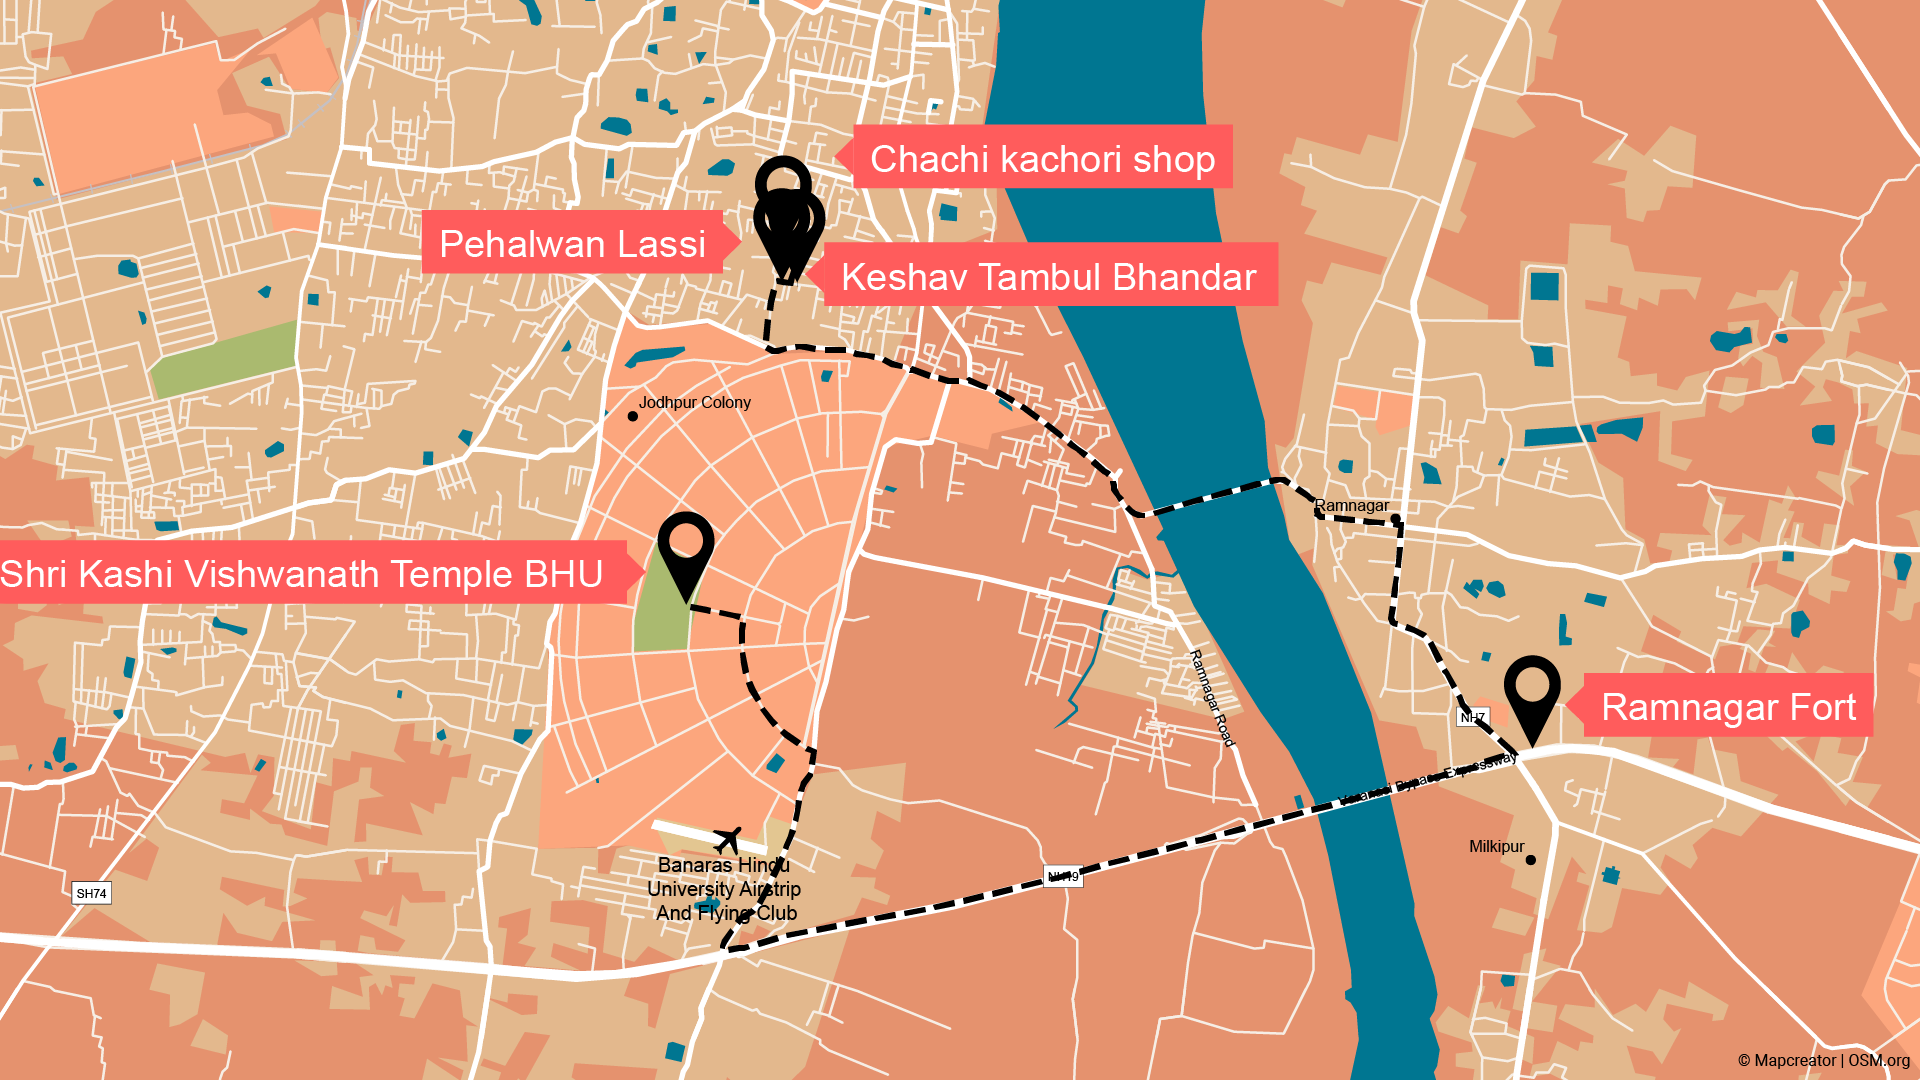 Chachi kachori shop
Pehalwan Lassi
Keshav Tambul Bhandar
Jodhpur Colony
Ramnagar
Shri Kashi Vishwanath Temple BHU
Ramnagar Road
Ramnagar Fort
NH7
Varanasi Bypass Expressway
Milkipur
Banaras Hindu
University Airstrip
And Flying Club
NH19
SH74
© Mapcreator | OSM.org